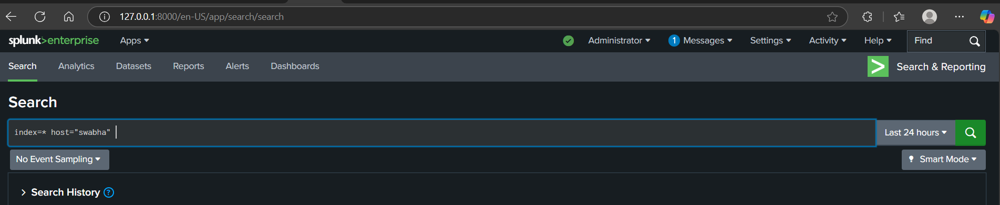 127.0.0.1:8000/en-US/app/search/search
splunk>enterprise Apps Administrator 1 Messages Settings Activity Help Find
Search Analytics Datasets Reports Alerts Dashboards > Search & Reporting
Search
index=* host="swabha" Last 24 hours
No Event Sampling Smart Mode
> Search History ?